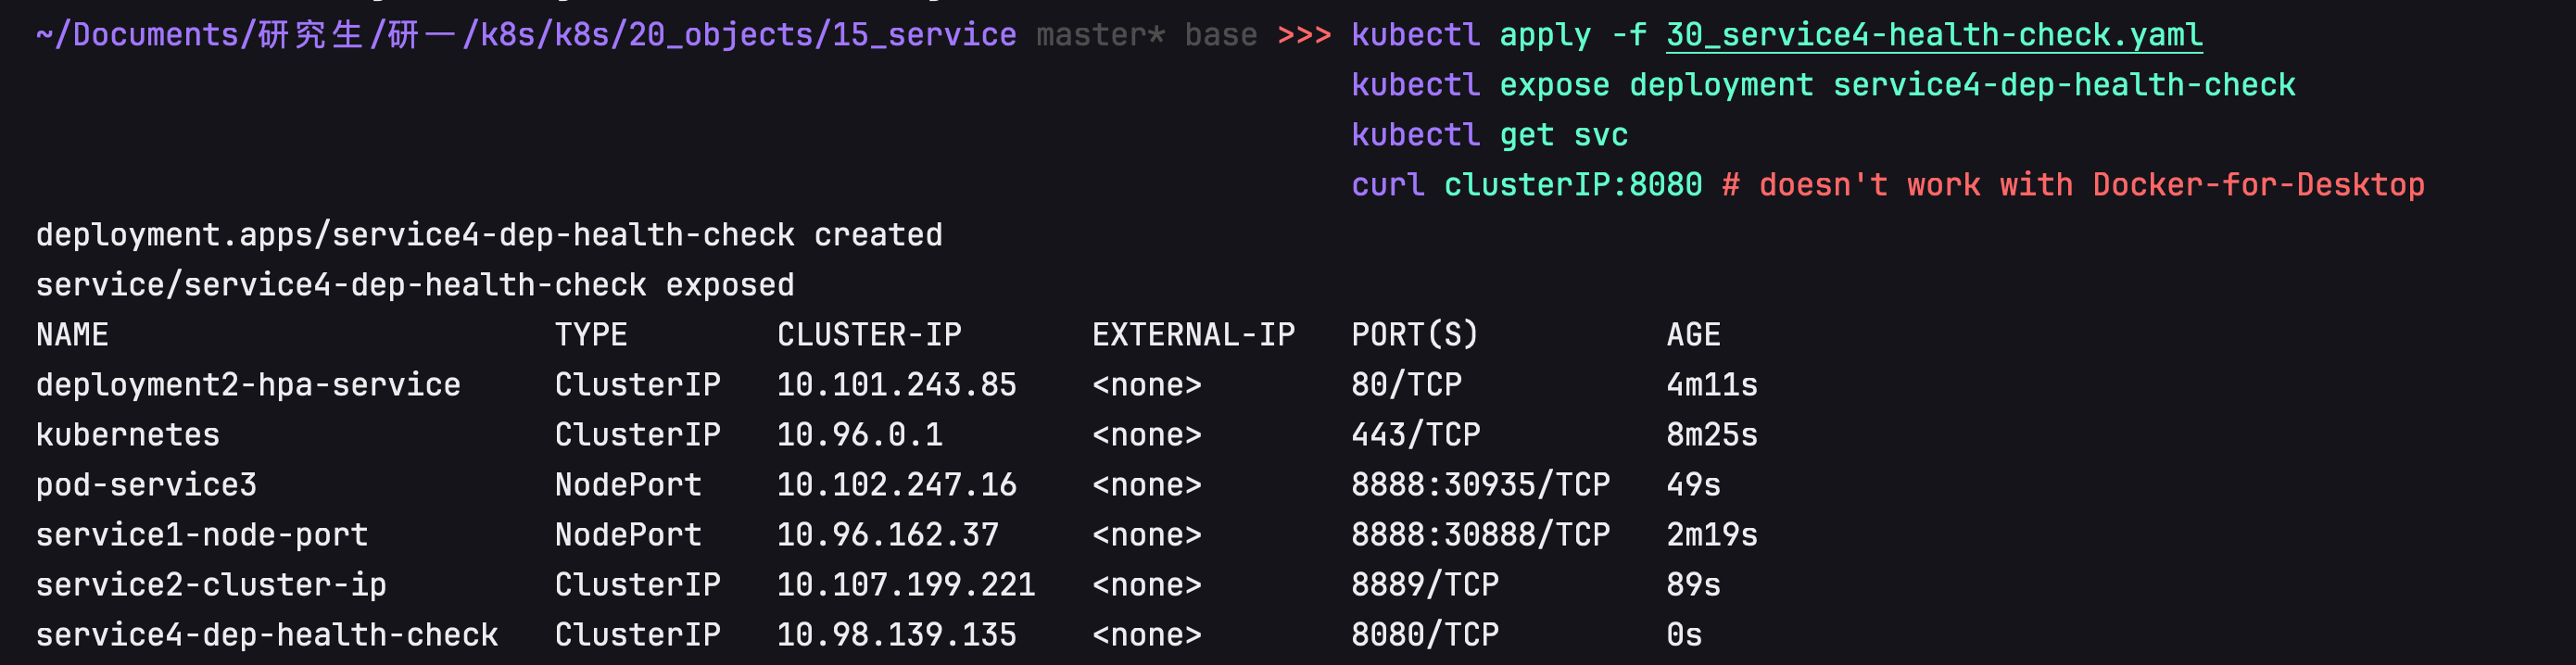 ~/Documents/研究生/研一/k8s/k8s/20_objects/15_service master* base >>> kubectl apply -f 30_service4-health-check.yaml
kubectl expose deployment service4-dep-health-check
kubectl get svc
curl clusterIP:8080 # doesn't work with Docker-for-Desktop
deployment.apps/service4-dep-health-check created
service/service4-dep-health-check exposed
NAME TYPE CLUSTER-IP EXTERNAL-IP PORT(S) AGE
deployment2-hpa-service ClusterIP 10.101.243.85 <none> 80/TCP 4m11s
kubernetes ClusterIP 10.96.0.1 <none> 443/TCP 8m25s
pod-service3 NodePort 10.102.247.16 <none> 8888:30935/TCP 49s
service1-node-port NodePort 10.96.162.37 <none> 8888:30888/TCP 2m19s
service2-cluster-ip ClusterIP 10.107.199.221 <none> 8889/TCP 89s
service4-dep-health-check ClusterIP 10.98.139.135 <none> 8080/TCP 0s